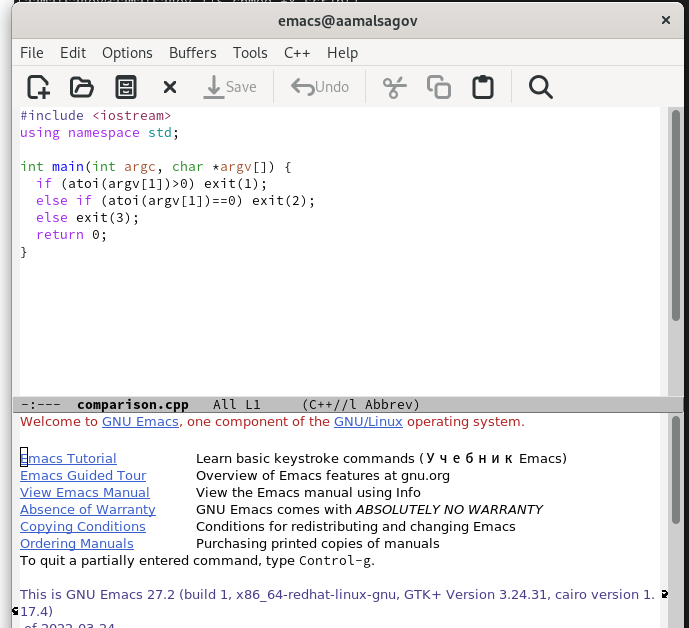 emacs@aamalsagov
File Edit Options Buffers Tools C++ Help
Save Undo
#include <iostream>
using namespace std;
int main(int argc, char *argv[]) {
  if (atoi(argv[1])>0) exit(1);
  else if (atoi(argv[1])==0) exit(2);
  else exit(3);
  return 0;
}
-:---  comparison.cpp   All L1     (C++//l Abbrev)
Welcome to GNU Emacs, one component of the GNU/Linux operating system.
Emacs Tutorial Learn basic keystroke commands (Учебник Emacs)
Emacs Guided Tour Overview of Emacs features at gnu.org
View Emacs Manual View the Emacs manual using Info
Absence of Warranty GNU Emacs comes with ABSOLUTELY NO WARRANTY
Copying Conditions Conditions for redistributing and changing Emacs
Ordering Manuals Purchasing printed copies of manuals
To quit a partially entered command, type Control-g.
This is GNU Emacs 27.2 (build 1, x86_64-redhat-linux-gnu, GTK+ Version 3.24.31, cairo version 1.
17.4)
of 2022-03-24